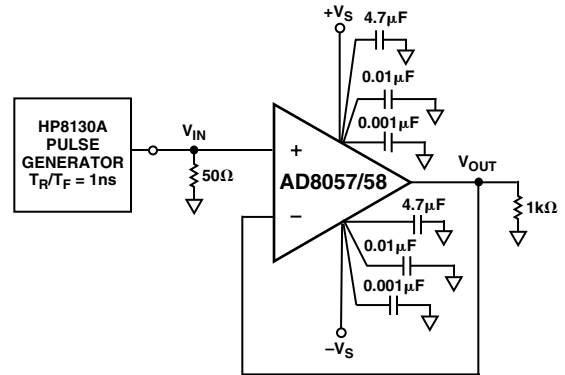 +VS
4.7μF
0.01μF
0.001μF
HP8130A
PULSE
GENERATOR
TR/TF = 1ns
VIN
50Ω
+
−
AD8057/58
VOUT
1kΩ
4.7μF
0.01μF
0.001μF
−VS